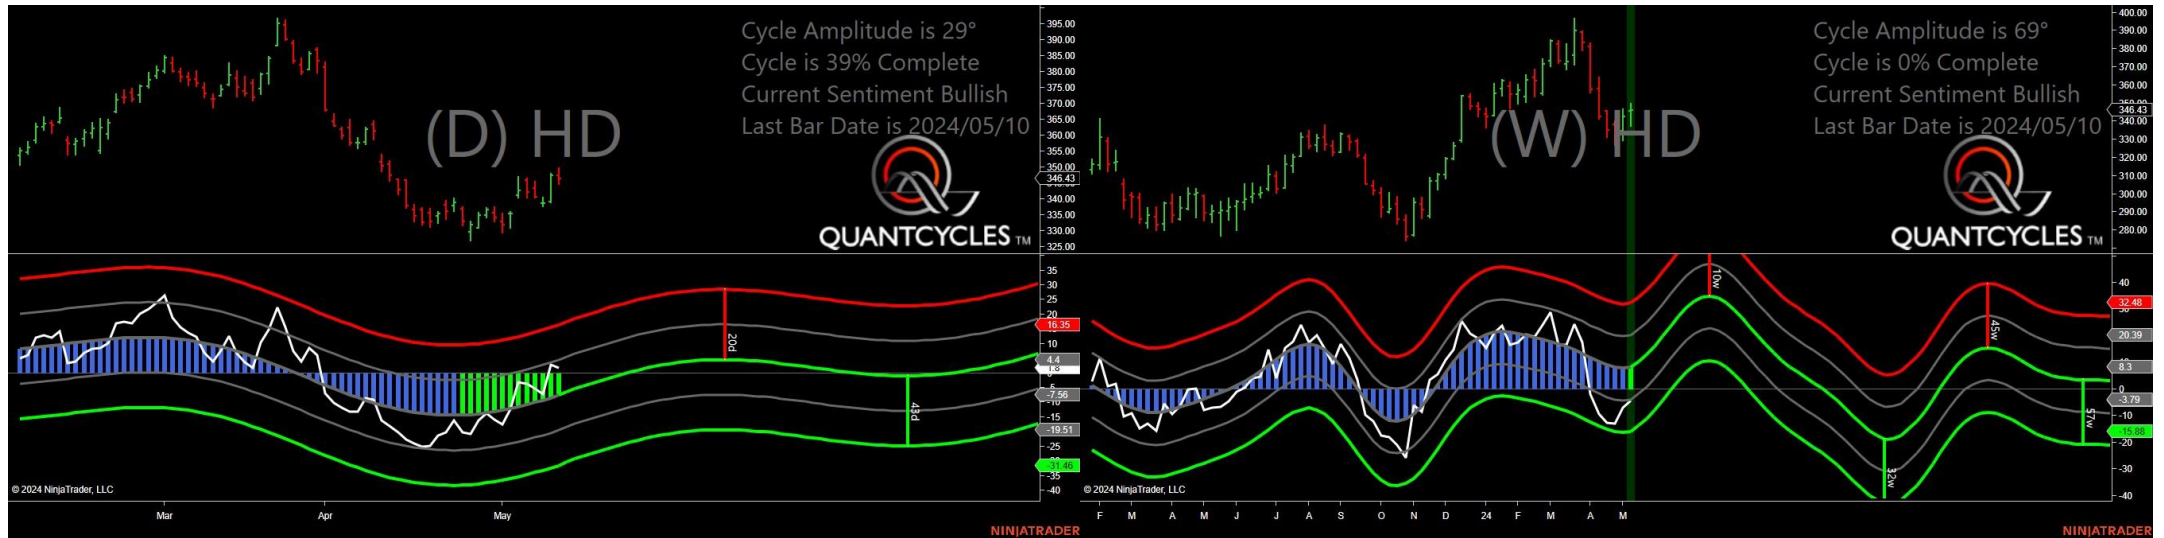 Cycle Amplitude is 29°
Cycle is 39% Complete
Current Sentiment Bullish
Last Bar Date is 2024/05/10
(D) HD
QUANTCYCLES TM
395.00
390.00
385.00
380.00
375.00
370.00
365.00
360.00
355.00
350.00
346.43
340.00
335.00
330.00
325.00
35
30
25
20
16.35
10
4.4
1.8
-5
-7.56
-10
-15
-19.51
-25
-31.46
-35
-40
20d
43d
© 2024 NinjaTrader, LLC
Mar
Apr
May
NINJATRADER
Cycle Amplitude is 69°
Cycle is 0% Complete
Current Sentiment Bullish
Last Bar Date is 2024/05/10
(W) HD
QUANTCYCLES TM
400.00
390.00
380.00
370.00
360.00
346.43
340.00
330.00
320.00
310.00
300.00
290.00
280.00
40
32.48
20.39
8.3
0
-3.79
-10
-15.88
-20
-30
-40
10w
32w
45w
57w
© 2024 NinjaTrader, LLC
F M A M J J A S O N D 24 F M A M
NINJATRADER